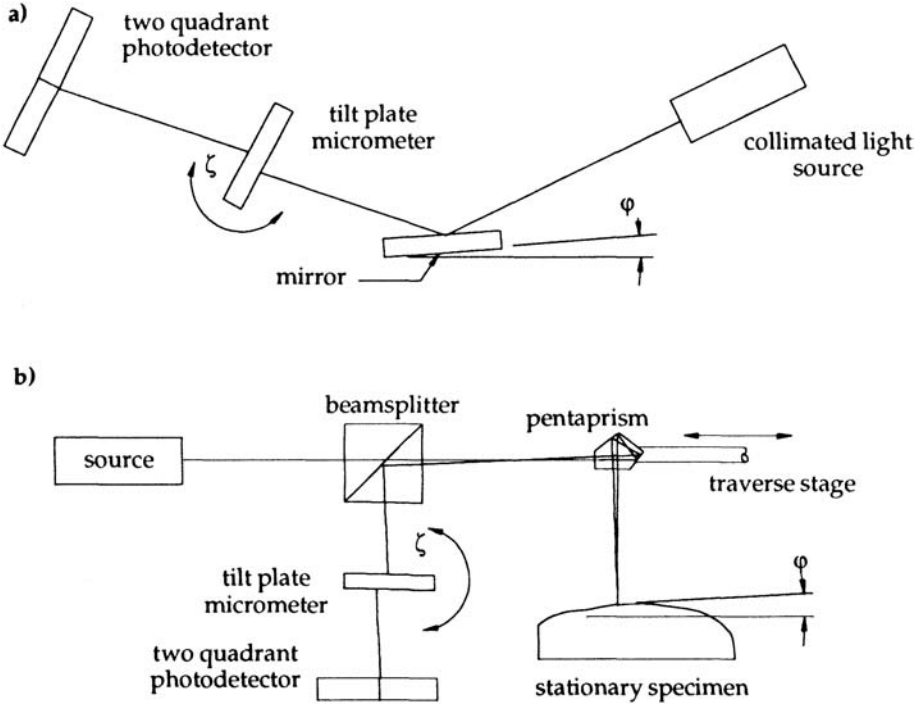 a)
two quadrant
photodetector
tilt plate
micrometer
ζ
collimated light
source
φ
mirror
b)
beamsplitter
pentaprism
source
traverse stage
ζ
tilt plate
micrometer
φ
two quadrant
photodetector
stationary specimen